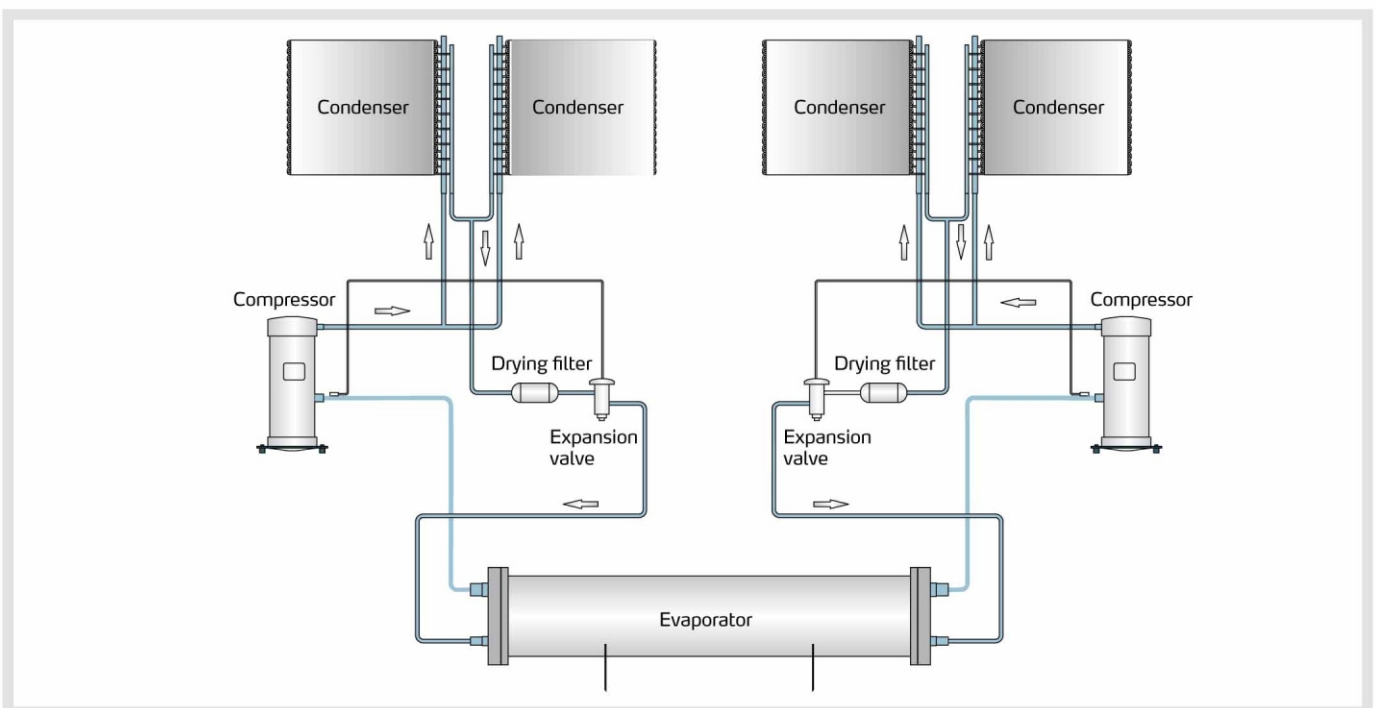 Condenser
Condenser
Condenser
Condenser
Compressor
Compressor
Drying filter
Drying filter
Expansion
valve
Expansion
valve
Evaporator